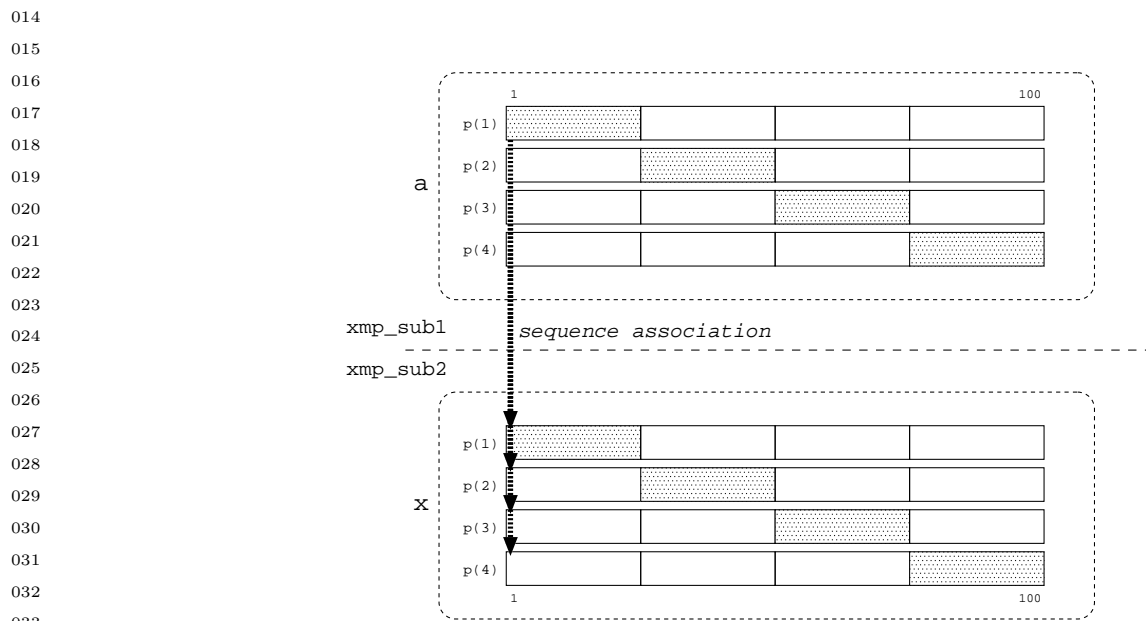 014
015
016
1 100
017 p(1)
018
p(2)
019 a
020 p(3)
021 p(4)
022
023
024 xmp_sub1 sequence association
025 xmp_sub2
026
027 p(1)
028
p(2)
029 x
030 p(3)
031 p(4)
032 1 100